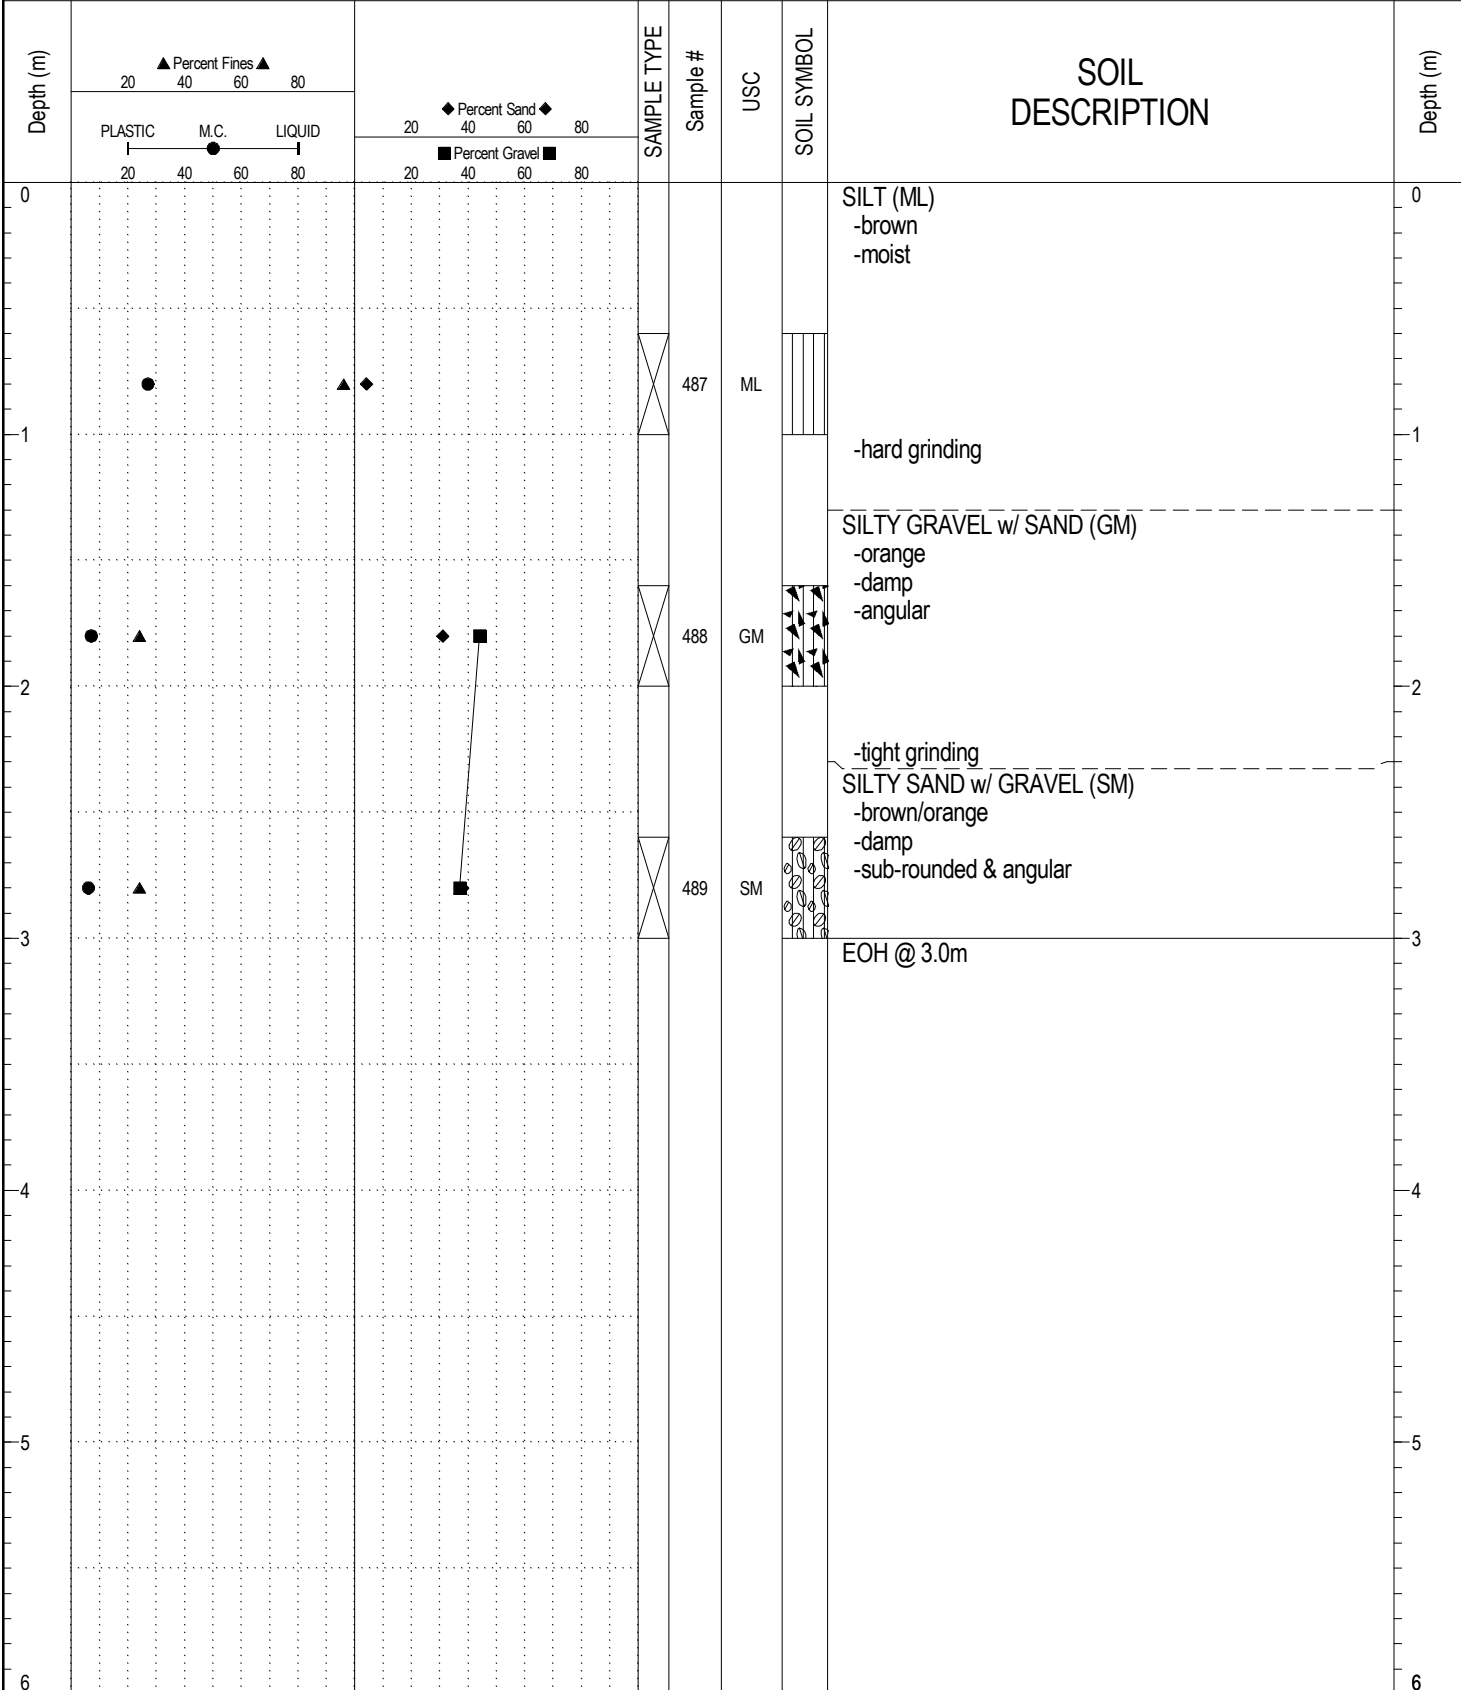 Depth (m)
▲ Percent Fines ▲
20 40 60 80
PLASTIC M.C. LIQUID
20 40 60 80
◆ Percent Sand ◆
20 40 60 80
■ Percent Gravel ■
20 40 60 80
SAMPLE TYPE
Sample #
USC
SOIL SYMBOL
SOIL
DESCRIPTION
Depth (m)
0 SILT (ML) 0
-brown
-moist
487 ML
1 1
-hard grinding
SILTY GRAVEL w/ SAND (GM)
-orange
-damp
-angular
488 GM
2 2
-tight grinding
SILTY SAND w/ GRAVEL (SM)
-brown/orange
-damp
-sub-rounded & angular
489 SM
3 3
EOH @ 3.0m
4 4
5 5
6 6